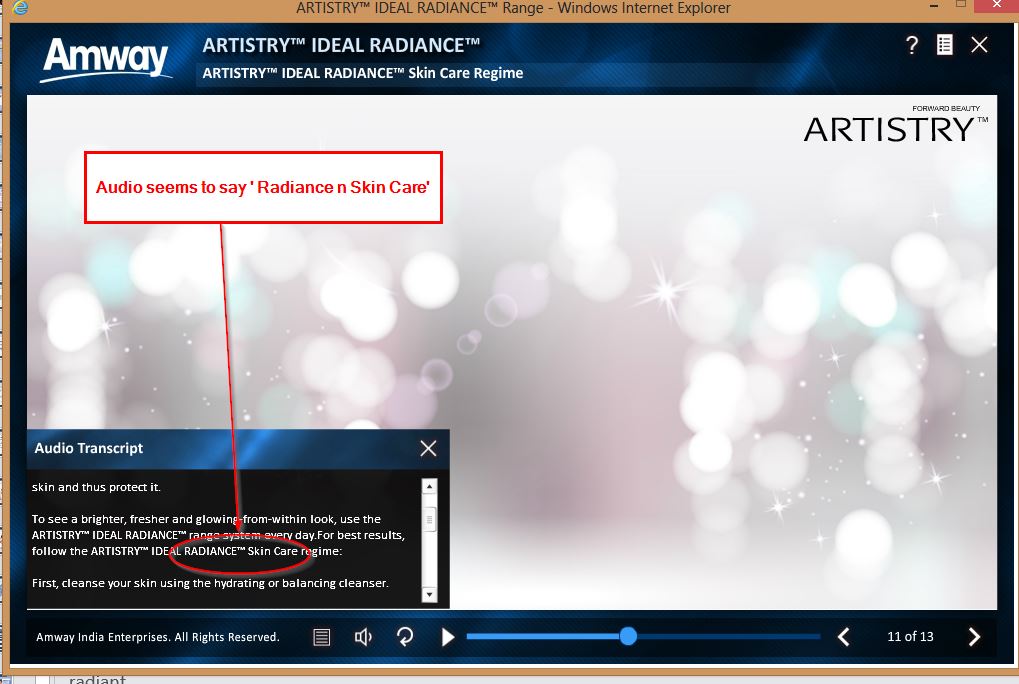 ARTISTRY™ IDEAL RADIANCE™ Range - Windows Internet Explorer
Amway
ARTISTRY™ IDEAL RADIANCE™
ARTISTRY™ IDEAL RADIANCE™ Skin Care Regime
?
FORWARD BEAUTY
ARTISTRY™
Audio seems to say ' Radiance n Skin Care'
Audio Transcript
skin and thus protect it.
To see a brighter, fresher and glowing-from-within look, use the
ARTISTRY™ IDEAL RADIANCE™ range system every day.For best results,
follow the ARTISTRY™ IDEAL RADIANCE™ Skin Care regime:
First, cleanse your skin using the hydrating or balancing cleanser.
Amway India Enterprises. All Rights Reserved.
11 of 13
radiant